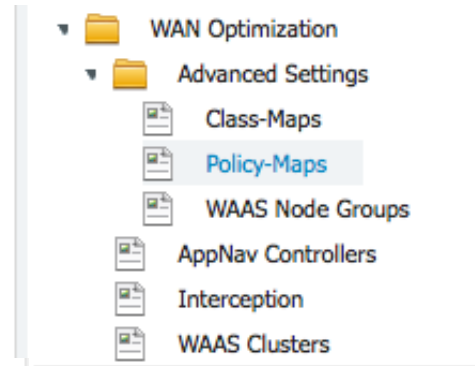 WAN Optimization
Advanced Settings
Class-Maps
Policy-Maps
WAAS Node Groups
AppNav Controllers
Interception
WAAS Clusters